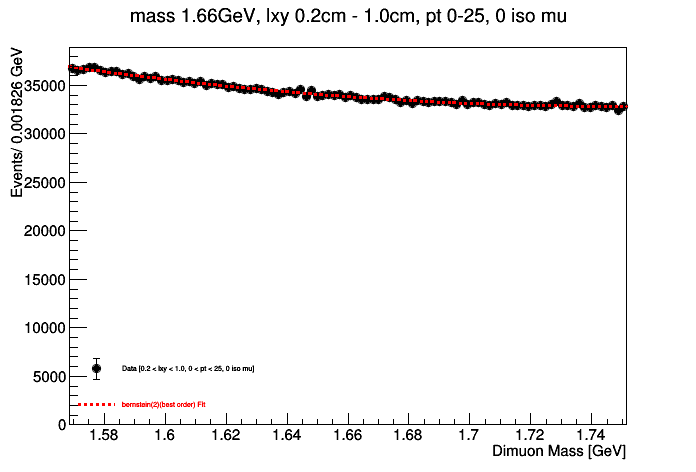 mass 1.66GeV, lxy 0.2cm - 1.0cm, pt 0-25, 0 iso mu
Events/ 0.001826 GeV
35000
30000
25000
20000
15000
10000
5000
0
Data [0.2 < lxy < 1.0, 0 < pt < 25, 0 iso mu]
bernstein(2)(best order) Fit
1.58 1.6 1.62 1.64 1.66 1.68 1.7 1.72 1.74
Dimuon Mass [GeV]